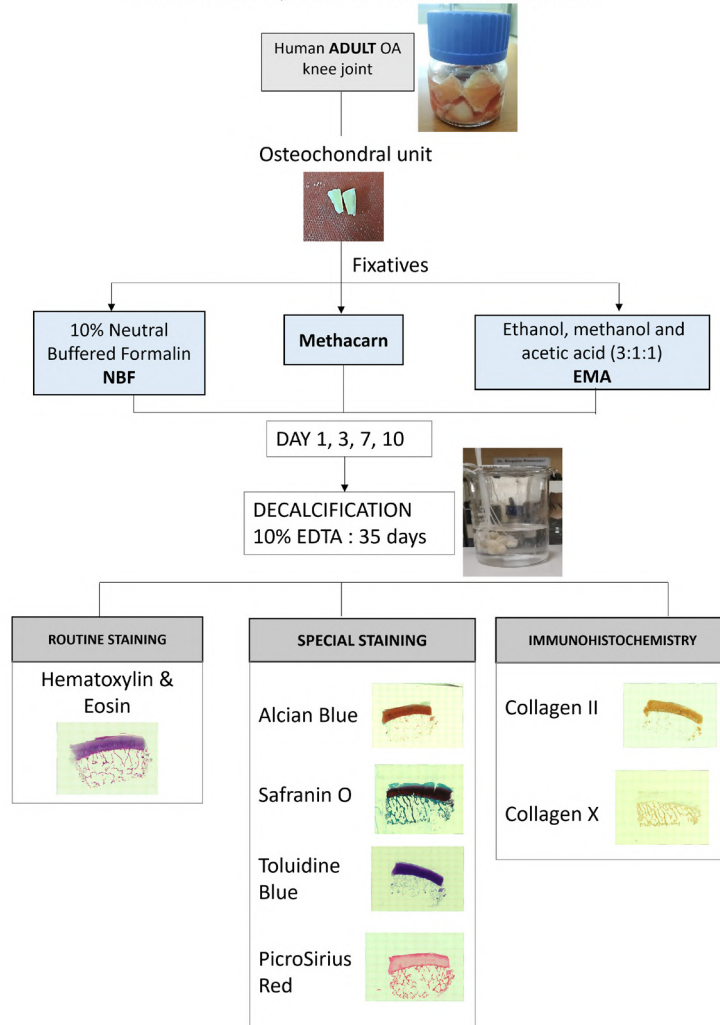 Human ADULT OA
knee joint
Osteochondral unit
Fixatives
10% Neutral
Buffered Formalin
NBF
Methacarn
Ethanol, methanol and
acetic acid (3:1:1)
EMA
DAY 1, 3, 7, 10
DECALCIFICATION
10% EDTA : 35 days
ROUTINE STAINING
Hematoxylin &
Eosin
SPECIAL STAINING
Alcian Blue
Safranin O
Toluidine
Blue
PicroSirius
Red
IMMUNOHISTOCHEMISTRY
Collagen II
Collagen X